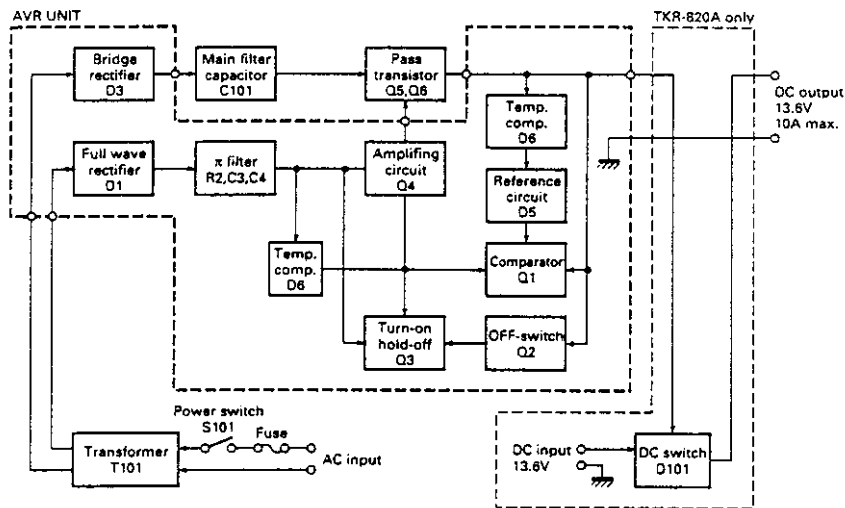 AVR UNIT
TKR-820A only
Bridge
rectifier
D3
Main filter
capacitor
C101
Pass
transistor
Q5,Q6
DC output
13.6V
10A max.
Temp.
comp.
D6
Full wave
rectifier
D1
π filter
R2,C3,C4
Amplifing
circuit
Q4
Reference
circuit
D5
Temp.
comp.
D6
Comparator
Q1
Turn-on
hold-off
Q3
OFF-switch
Q2
Power switch
S101
Fuse
Transformer
T101
AC input
DC input
13.6V
DC switch
D101